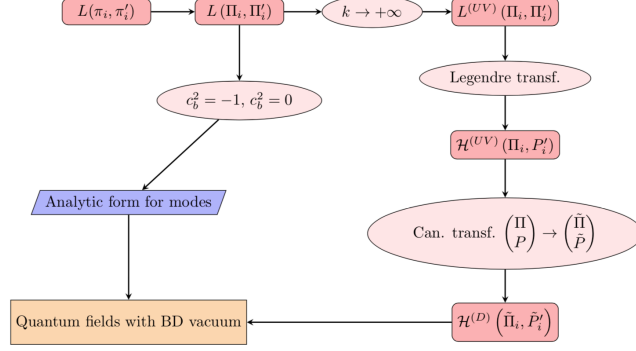 L(π_i, π_i′)
L (Π_i, Π_i′)
k → +∞
L^(UV) (Π_i, Π_i′)
Legendre transf.
c_b^2 = −1, c_b^2 = 0
ℋ^(UV) (Π_i, P_i′)
Analytic form for modes
Can. transf. (Π P) → (Π̃ P̃)
Quantum fields with BD vacuum
ℋ^(D) (Π̃_i, P̃_i′)